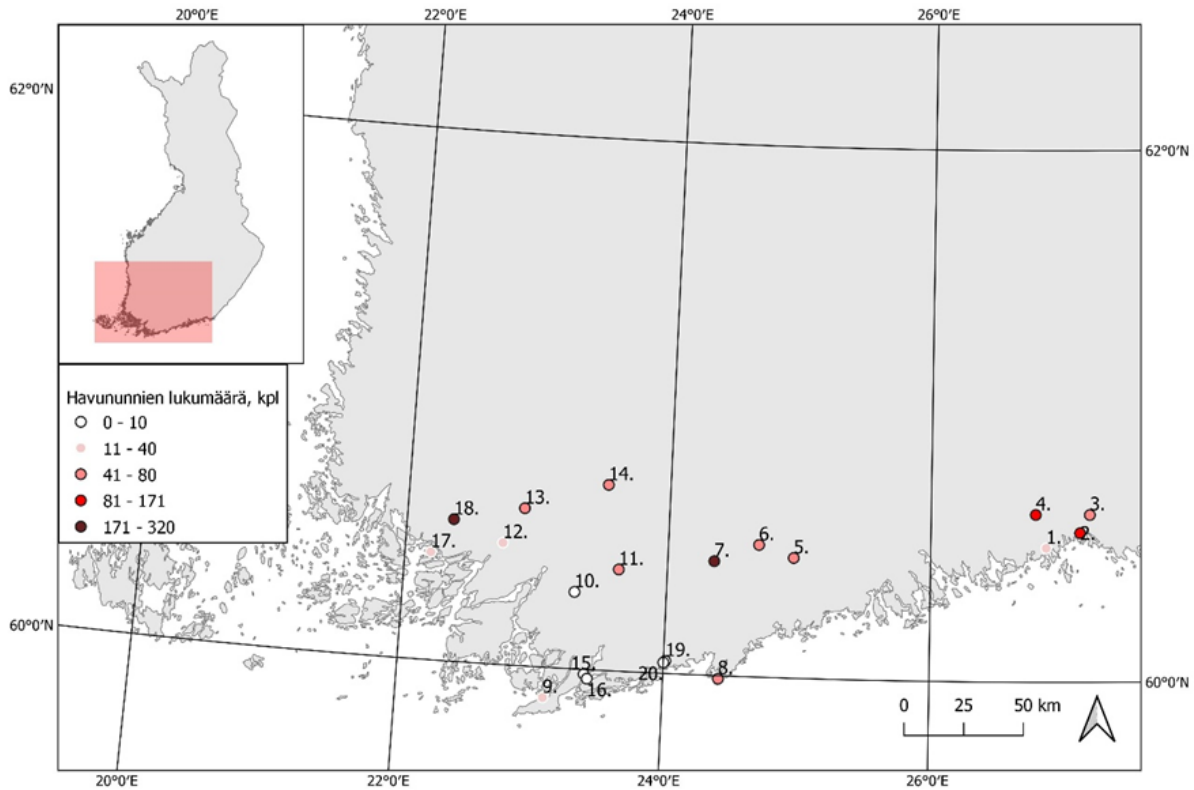 20°0'E 22°0'E 24°0'E 26°0'E
62°0'N
62°0'N
Havununnien lukumäärä, kpl
0 - 10
11 - 40
41 - 80
81 - 171
171 - 320
14.
13.
18.
4.
3.
2.
1.
12.
17.
6.
5.
7.
11.
10.
60°0'N
19.
15.
20.
8.
16.
9.
60°0'N
0 25 50 km
20°0'E 22°0'E 24°0'E 26°0'E